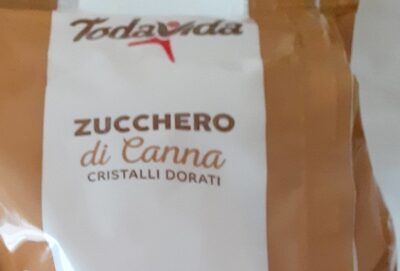 TodaVida
ZUCCHERO
di Canna
CRISTALLI DORATI